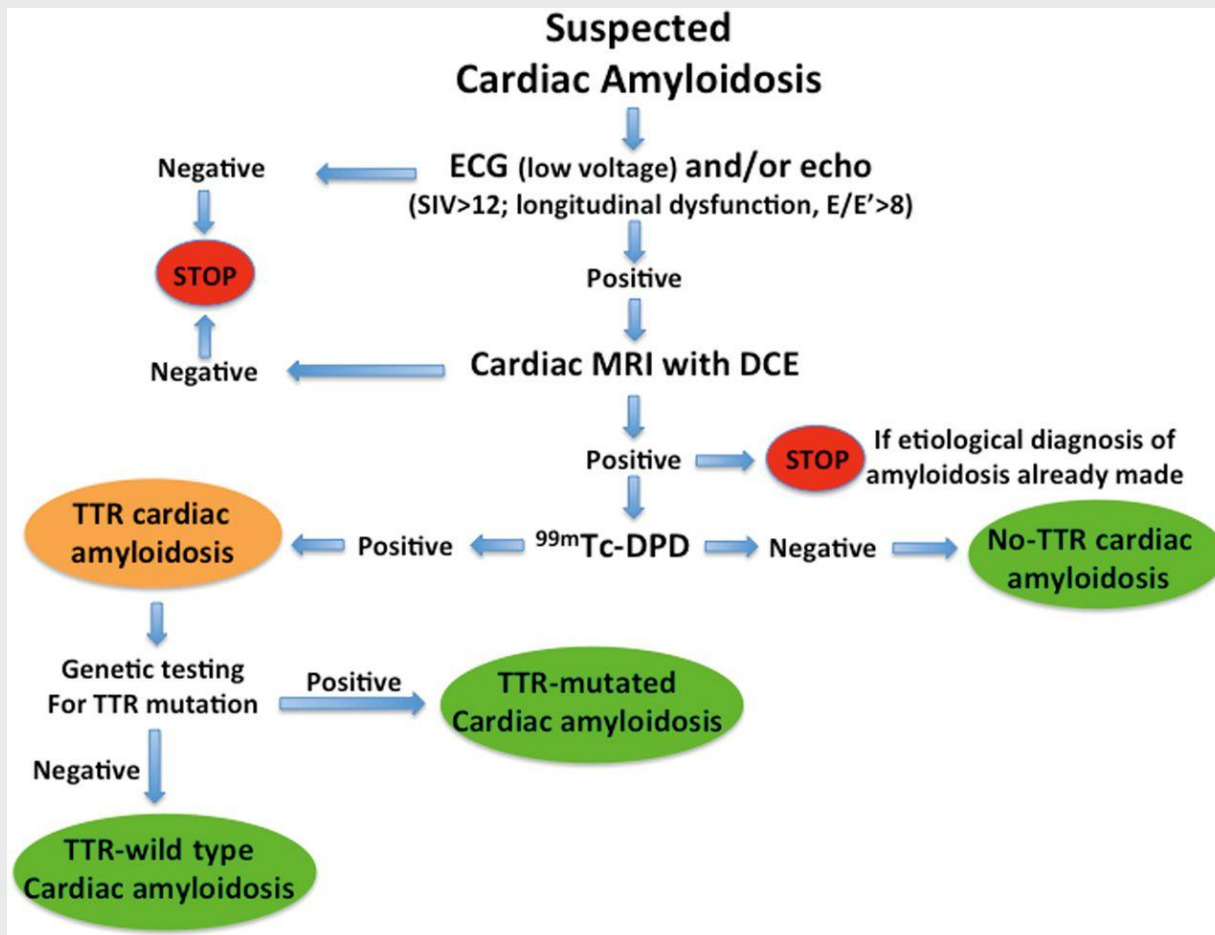 Suspected
Cardiac Amyloidosis
ECG (low voltage) and/or echo
(SIV>12; longitudinal dysfunction, E/E'>8)
Negative
STOP
Positive
Cardiac MRI with DCE
Negative
Positive
STOP
If etiological diagnosis of
amyloidosis already made
99mTc-DPD
Positive
TTR cardiac
amyloidosis
Negative
No-TTR cardiac
amyloidosis
Genetic testing
For TTR mutation
Positive
TTR-mutated
Cardiac amyloidosis
Negative
TTR-wild type
Cardiac amyloidosis